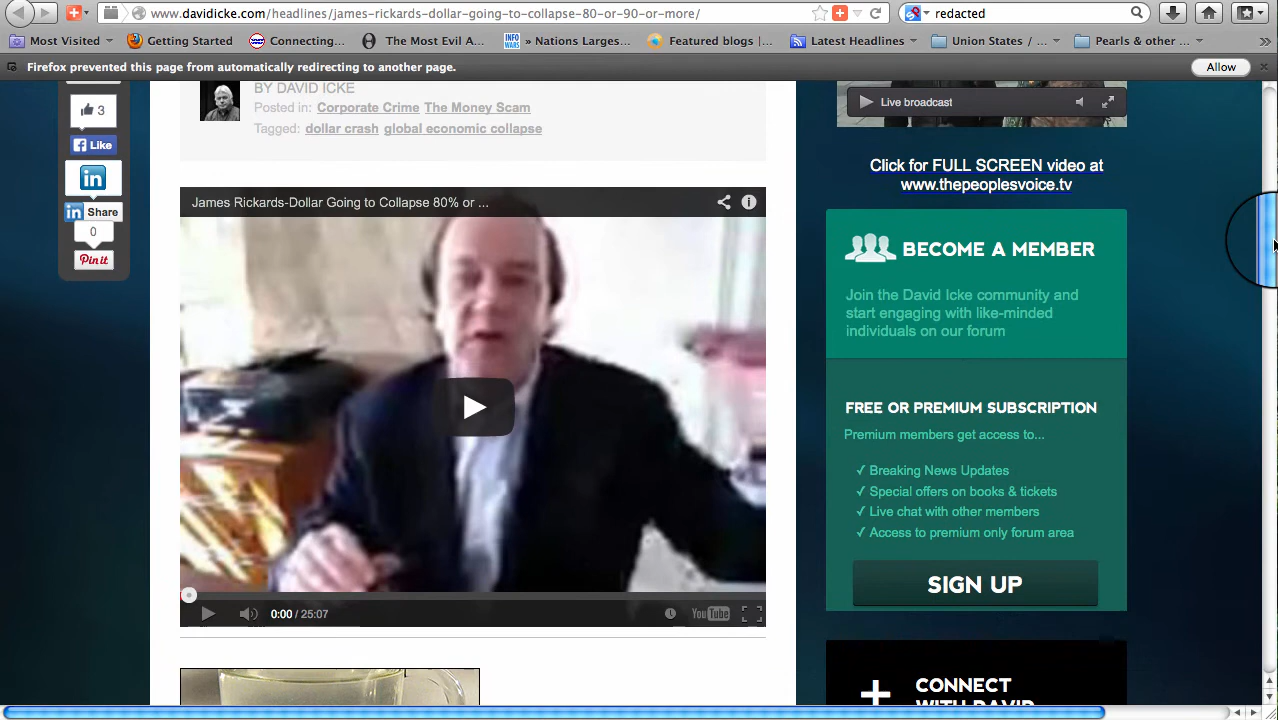 www.davidicke.com/headlines/james-rickards-dollar-going-to-collapse-80-or-90-or-more/
redacted
Most Visited
Getting Started
Connecting...
The Most Evil A...
INFO WARS
» Nations Larges...
Featured blogs |...
Latest Headlines
Union States / ...
Pearls & other ...
Firefox prevented this page from automatically redirecting to another page.
Allow
3
Like
in
in Share
0
Pin it
BY DAVID ICKE
Posted in: Corporate Crime The Money Scam
Tagged: dollar crash global economic collapse
James Rickards-Dollar Going to Collapse 80% or ...
0:00 / 25:07
YouTube
Live broadcast
Click for FULL SCREEN video at
www.thepeoplesvoice.tv
BECOME A MEMBER
Join the David Icke community and
start engaging with like-minded
individuals on our forum
FREE OR PREMIUM SUBSCRIPTION
Premium members get access to...
✓ Breaking News Updates
✓ Special offers on books & tickets
✓ Live chat with other members
✓ Access to premium only forum area
SIGN UP
CONNECT
WITH DAVID